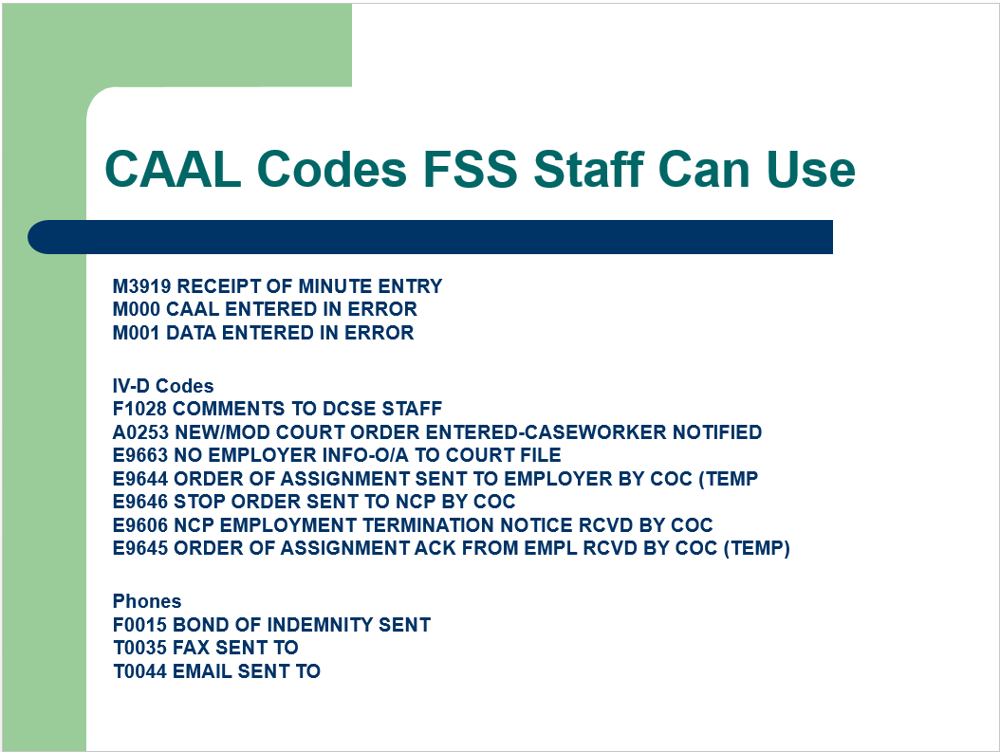 CAAL Codes FSS Staff Can Use
M3919 RECEIPT OF MINUTE ENTRY
M000 CAAL ENTERED IN ERROR
M001 DATA ENTERED IN ERROR
IV-D Codes
F1028 COMMENTS TO DCSE STAFF
A0253 NEW/MOD COURT ORDER ENTERED-CASEWORKER NOTIFIED
E9663 NO EMPLOYER INFO-O/A TO COURT FILE
E9644 ORDER OF ASSIGNMENT SENT TO EMPLOYER BY COC (TEMP
E9646 STOP ORDER SENT TO NCP BY COC
E9606 NCP EMPLOYMENT TERMINATION NOTICE RCVD BY COC
E9645 ORDER OF ASSIGNMENT ACK FROM EMPL RCVD BY COC (TEMP)
Phones
F0015 BOND OF INDEMNITY SENT
T0035 FAX SENT TO
T0044 EMAIL SENT TO